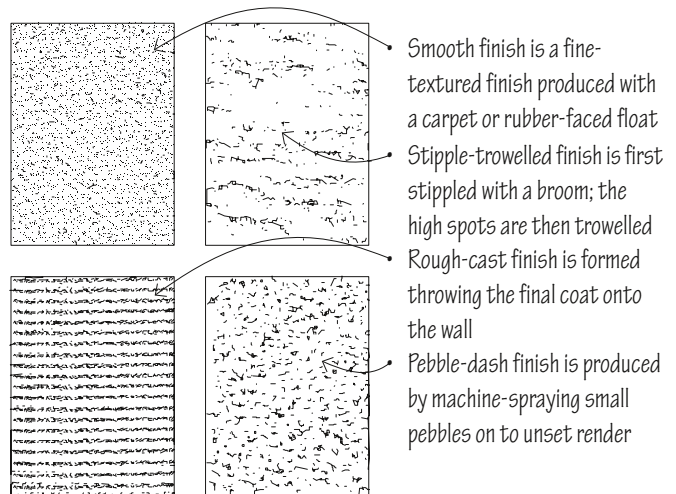 Smooth finish is a fine-
textured finish produced with
a carpet or rubber-faced float
Stipple-trowelled finish is first
stippled with a broom; the
high spots are then trowelled
Rough-cast finish is formed
throwing the final coat onto
the wall
Pebble-dash finish is produced
by machine-spraying small
pebbles on to unset render